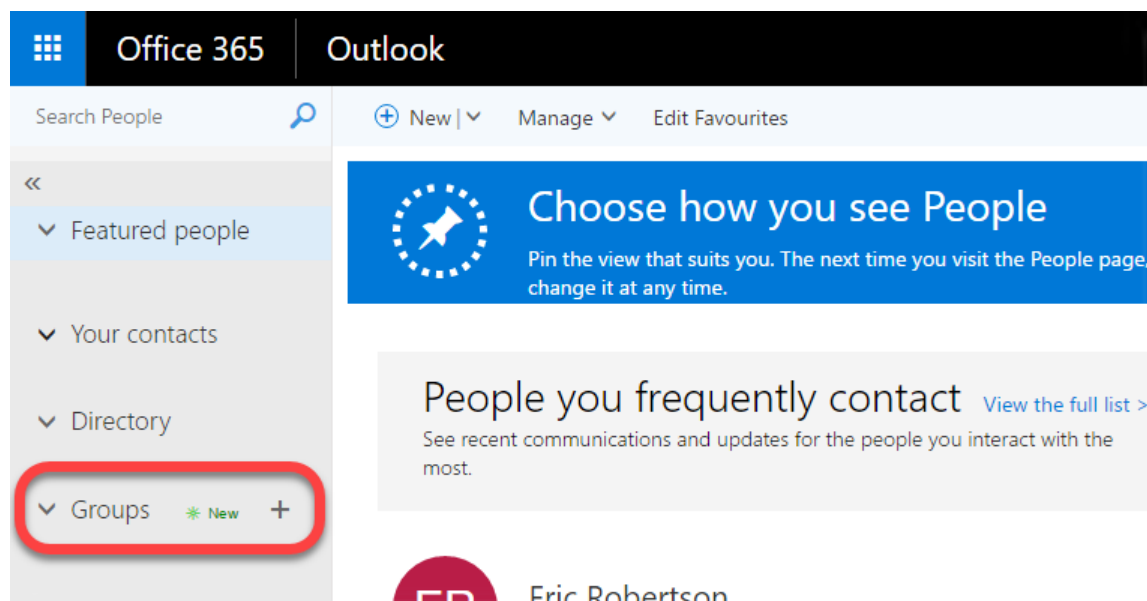 Office 365
Outlook
Search People
New
Manage
Edit Favourites
«
Featured people
Your contacts
Directory
Groups
New +
Choose how you see People
Pin the view that suits you. The next time you visit the People page,
change it at any time.
People you frequently contact
View the full list >
See recent communications and updates for the people you interact with the
most.
ER
Eric Robertson